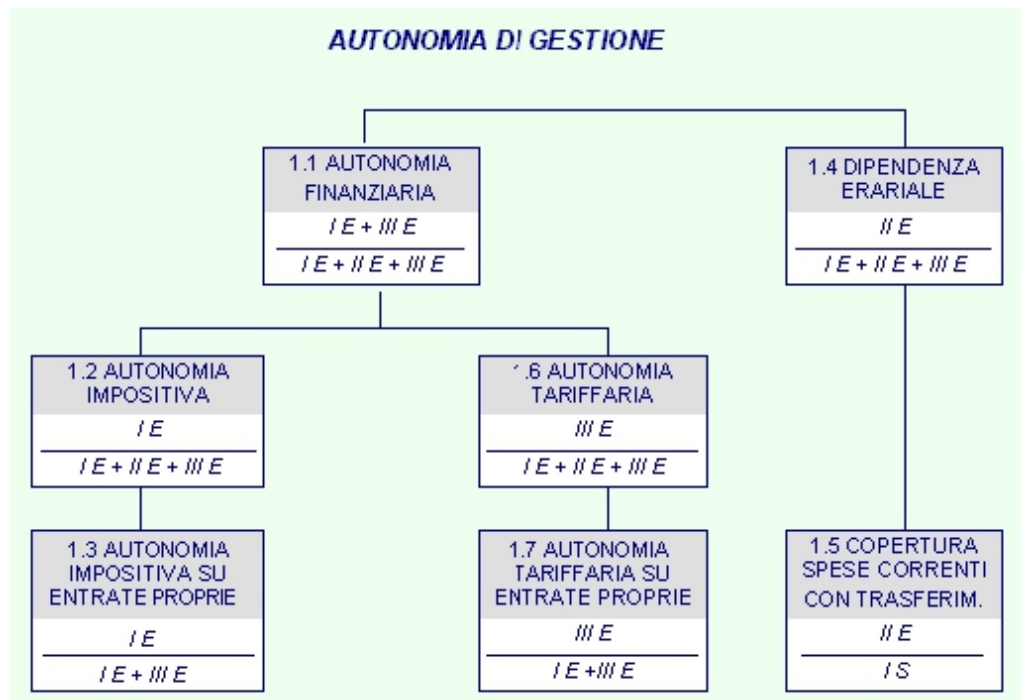 AUTONOMIA DI GESTIONE
1.1 AUTONOMIA
FINANZIARIA
I E + III E
I E + II E + III E
1.4 DIPENDENZA
ERARIALE
II E
I E + II E + III E
1.2 AUTONOMIA
IMPOSITIVA
I E
I E + II E + III E
1.6 AUTONOMIA
TARIFFARIA
III E
I E + II E + III E
1.3 AUTONOMIA
IMPOSITIVA SU
ENTRATE PROPRIE
I E
I E + III E
1.7 AUTONOMIA
TARIFFARIA SU
ENTRATE PROPRIE
III E
I E +III E
1.5 COPERTURA
SPESE CORRENTI
CON TRASFERIM.
II E
I S